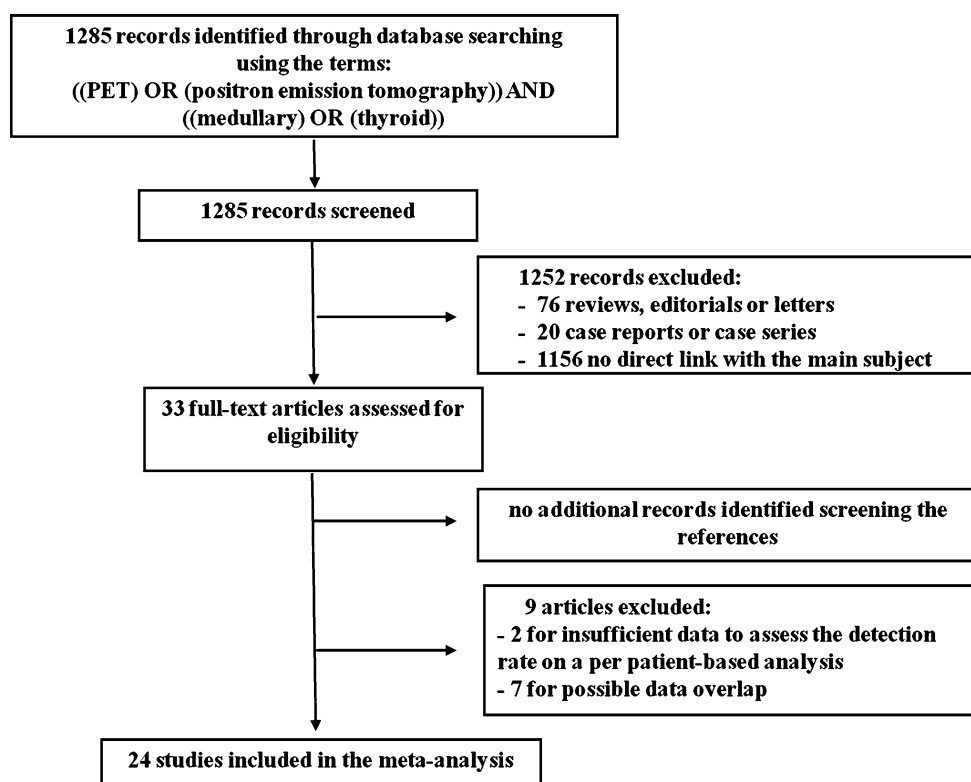 1285 records identified through database searching
using the terms:
((PET) OR (positron emission tomography)) AND
((medullary) OR (thyroid))
1285 records screened
1252 records excluded:
- 76 reviews, editorials or letters
- 20 case reports or case series
- 1156 no direct link with the main subject
33 full-text articles assessed for
eligibility
no additional records identified screening the
references
9 articles excluded:
- 2 for insufficient data to assess the detection
rate on a per patient-based analysis
- 7 for possible data overlap
24 studies included in the meta-analysis